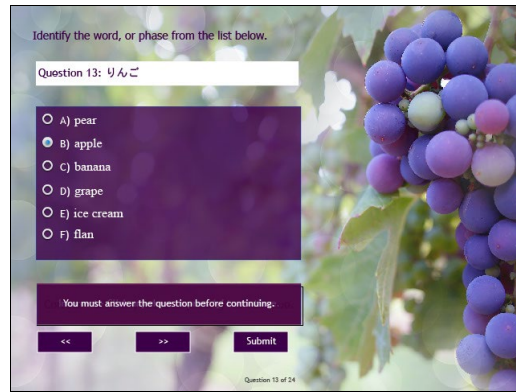 Identify the word, or phase from the list below.
Question 13: りんご
A) pear
B) apple
C) banana
D) grape
E) ice cream
F) flan
You must answer the question before continuing.
<< >> Submit
Question 13 of 24